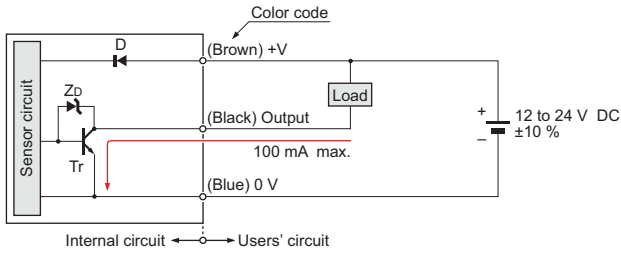 Color code
D
(Brown) +V
ZD
Sensor circuit
Load
(Black) Output
+
12 to 24 V DC
±10 %
−
100 mA max.
Tr
(Blue) 0 V
Internal circuit
Users' circuit